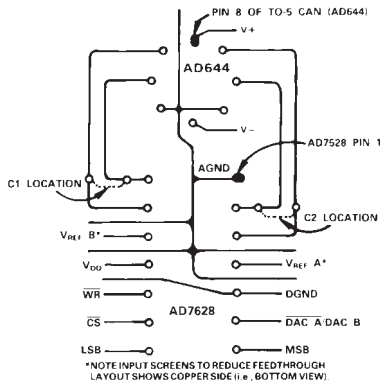 PIN 8 OF TO-5 CAN (AD644)
V+
AD644
V−
AGND
AD7528 PIN 1
C1 LOCATION
C2 LOCATION
VREF B*
VDD
VREF A*
WR
DGND
AD7628
CS
DAC A/DAC B
LSB
MSB
*NOTE INPUT SCREENS TO REDUCE FEEDTHROUGH
LAYOUT SHOWS COPPER SIDE (i.e., BOTTOM VIEW).